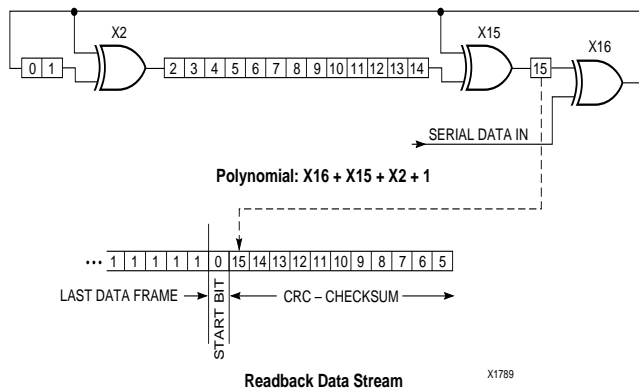 X2 X15 X16
0 1 2 3 4 5 6 7 8 9 10 11 12 13 14 15
SERIAL DATA IN
Polynomial: X16 + X15 + X2 + 1
••• 1 1 1 1 1 0 15 14 13 12 11 10 9 8 7 6 5
LAST DATA FRAME CRC – CHECKSUM
START BIT
Readback Data Stream
X1789